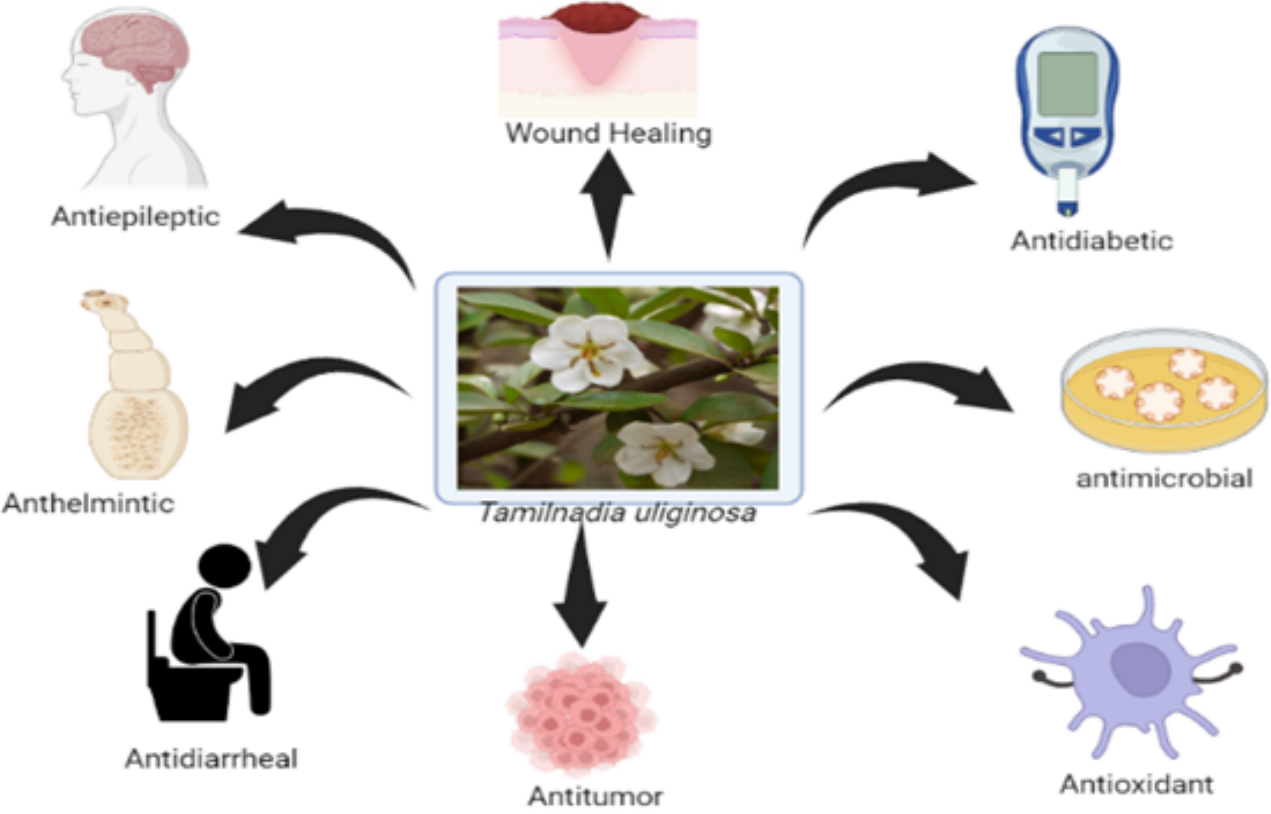 Wound Healing
Antiepileptic
Antidiabetic
Anthelmintic
antimicrobial
Tamilnadia uliginosa
Antidiarrheal
Antitumor
Antioxidant